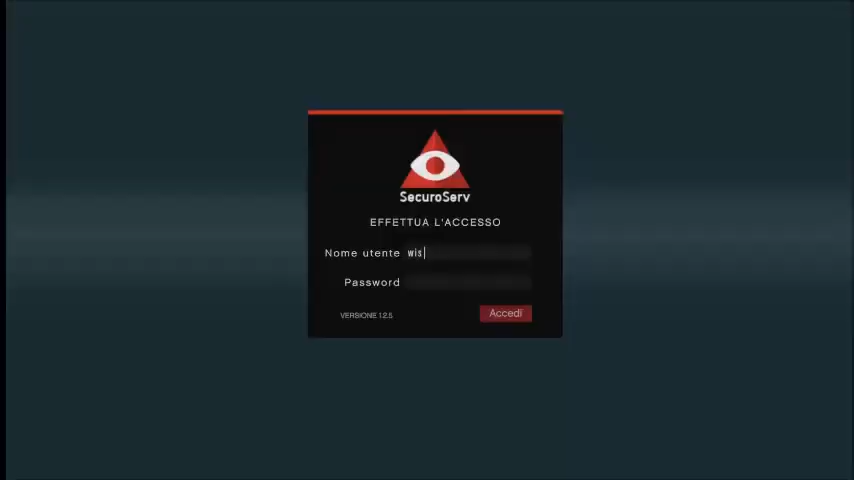 SecuroServ
EFFETTUA L'ACCESSO
Nome utente wis
Password
VERSIONE 1.2.5
Accedi